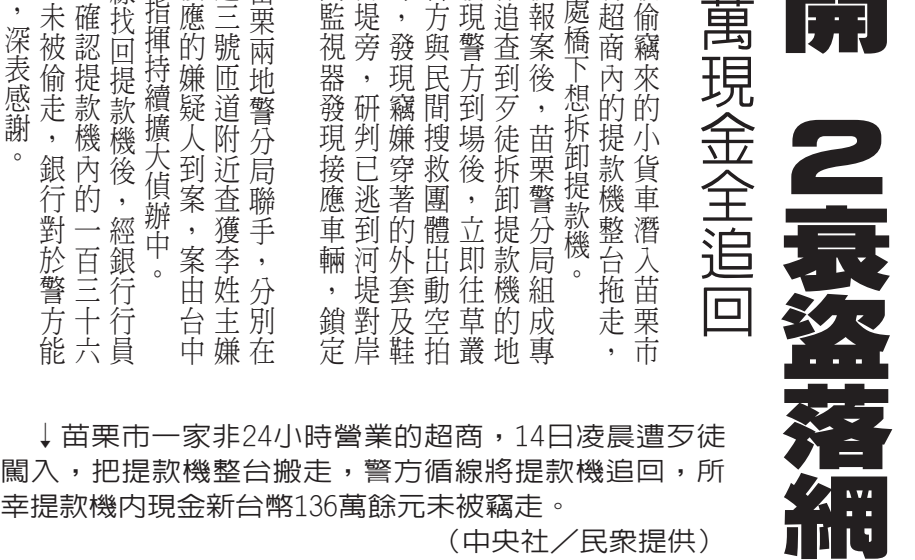 開 2衰盜落網
萬現金全追回
偷竊來的小貨車潛入苗栗市
超商內的提款機整台拖走，
處橋下想拆卸提款機。
報案後，苗栗警分局組成專
追查到歹徒拆卸提款機的地
現警方到場後，立即往草叢
方與民間搜救團體出動空拍
，發現竊嫌穿著的外套及鞋
堤旁，研判已逃到河堤對岸
監視器發現接應車輛，鎖定
苗栗兩地警分局聯手，分別在
三號匝道附近查獲李姓主嫌
應的嫌疑人到案，案由台中
指揮持續擴大偵辦中。
線找回提款機後，經銀行行員
確認提款機內的一百三十六
未被偷走，銀行對於警方能
，深表感謝。
↓苗栗市一家非24小時營業的超商，14日凌晨遭歹徒
闖入，把提款機整台搬走，警方循線將提款機追回，所
幸提款機內現金新台幣136萬餘元未被竊走。
（中央社／民眾提供）